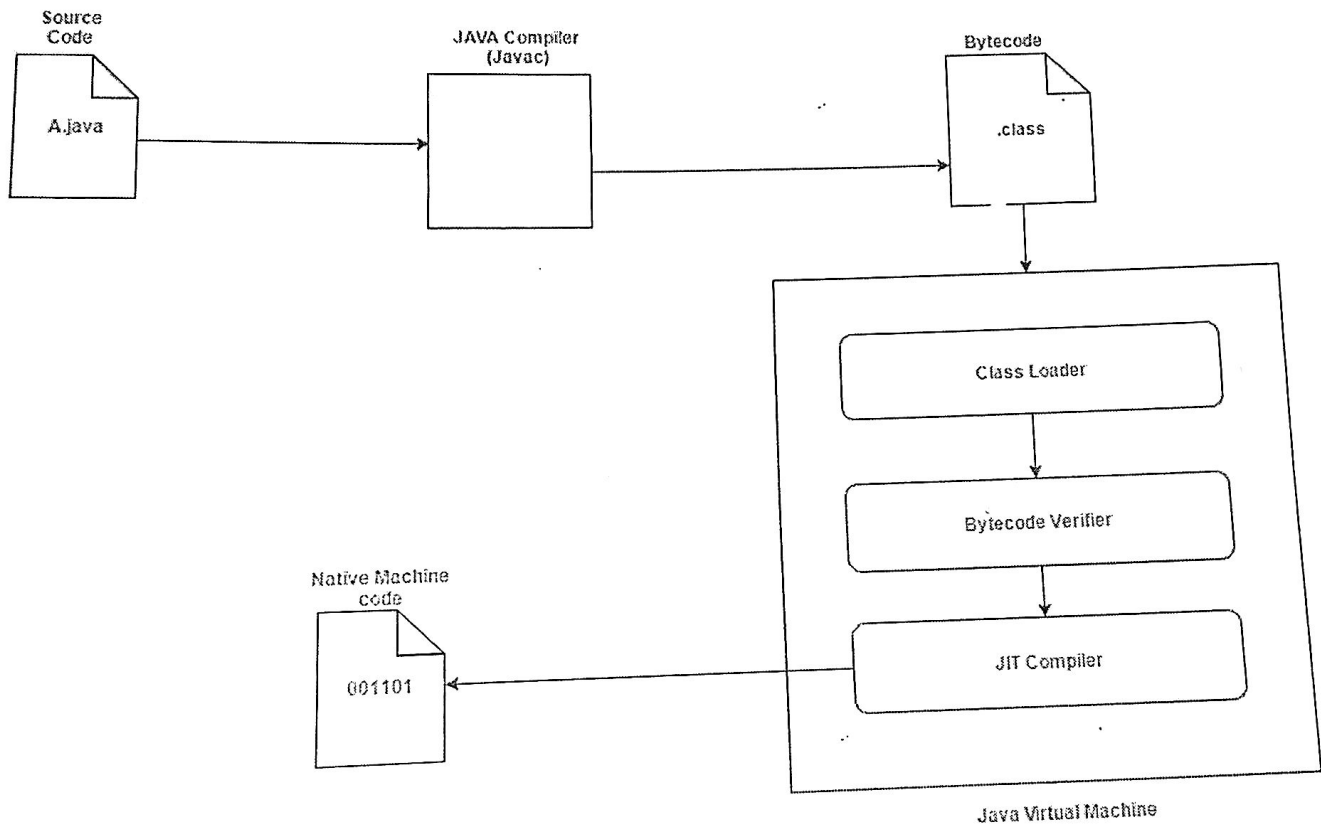 Source
Code
A.java
JAVA Compiler
(Javac)
Bytecode
.class
Class Loader
Bytecode Verifier
JIT Compiler
Native Machine
code
001101
Java Virtual Machine